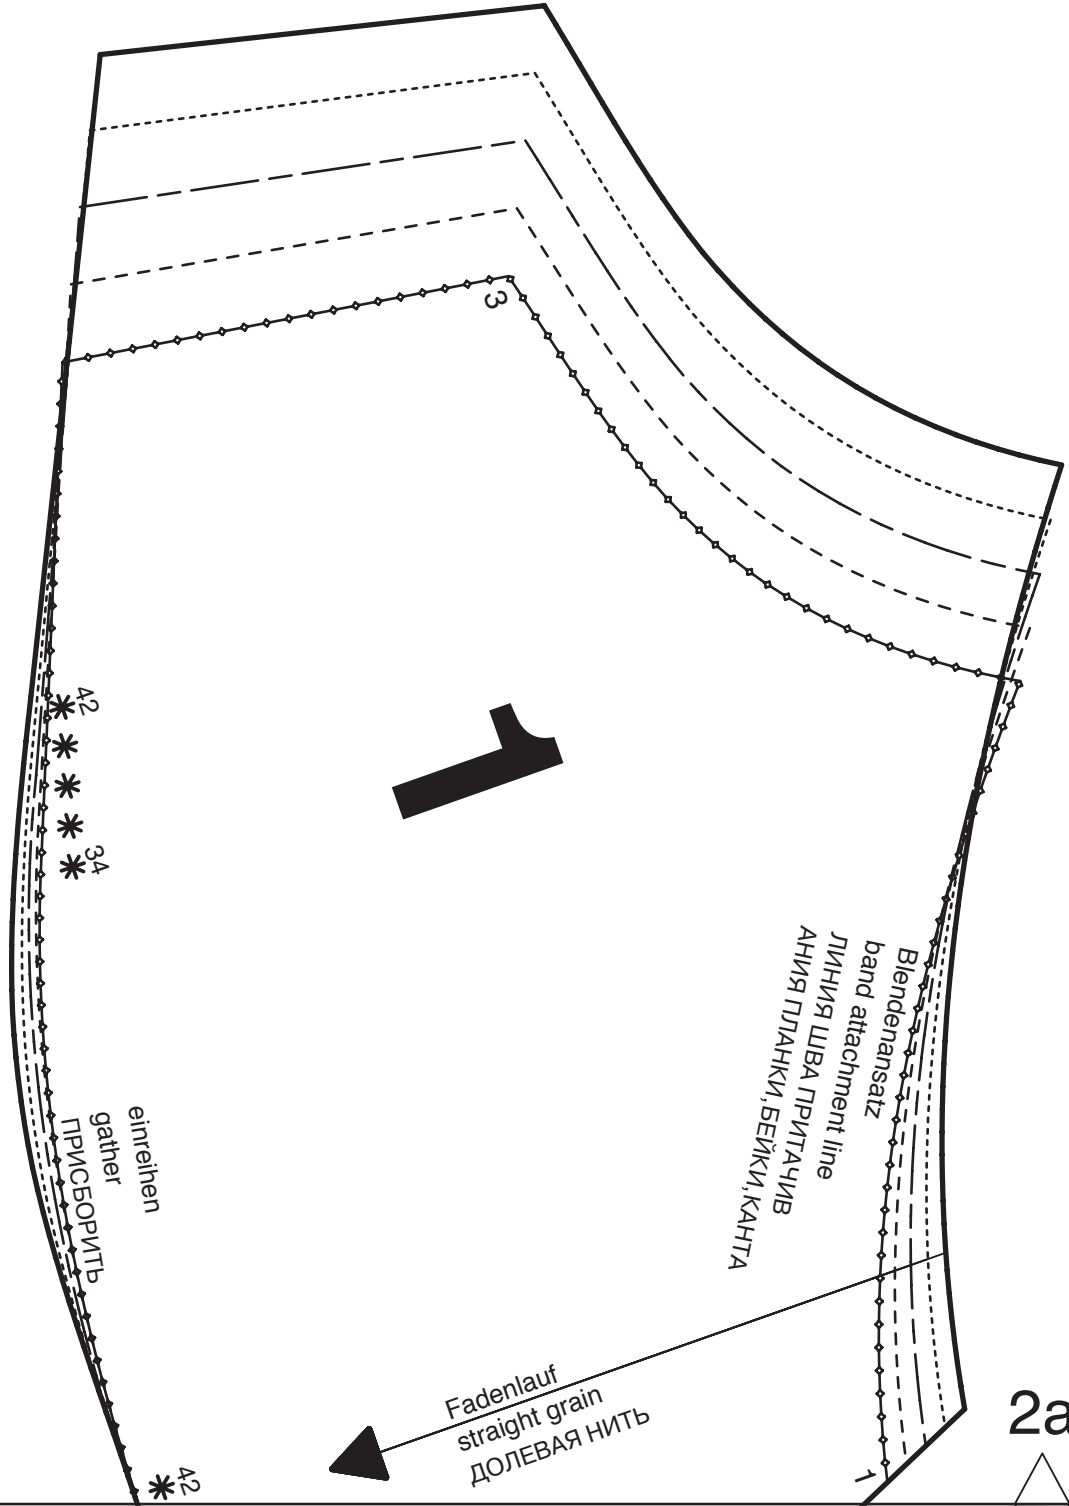 3
42
34
1
Blendenansatz
band attachment line
ЛИНИЯ ШВА ПРИТАЧИВ
АНИЯ ПЛАНКИ,БЕЙКИ,КАНТА
einreihen
gather
ПРИСБОРИТЬ
Fadenlauf
straight grain
ДОЛЕВАЯ НИТЬ
2a
1
42